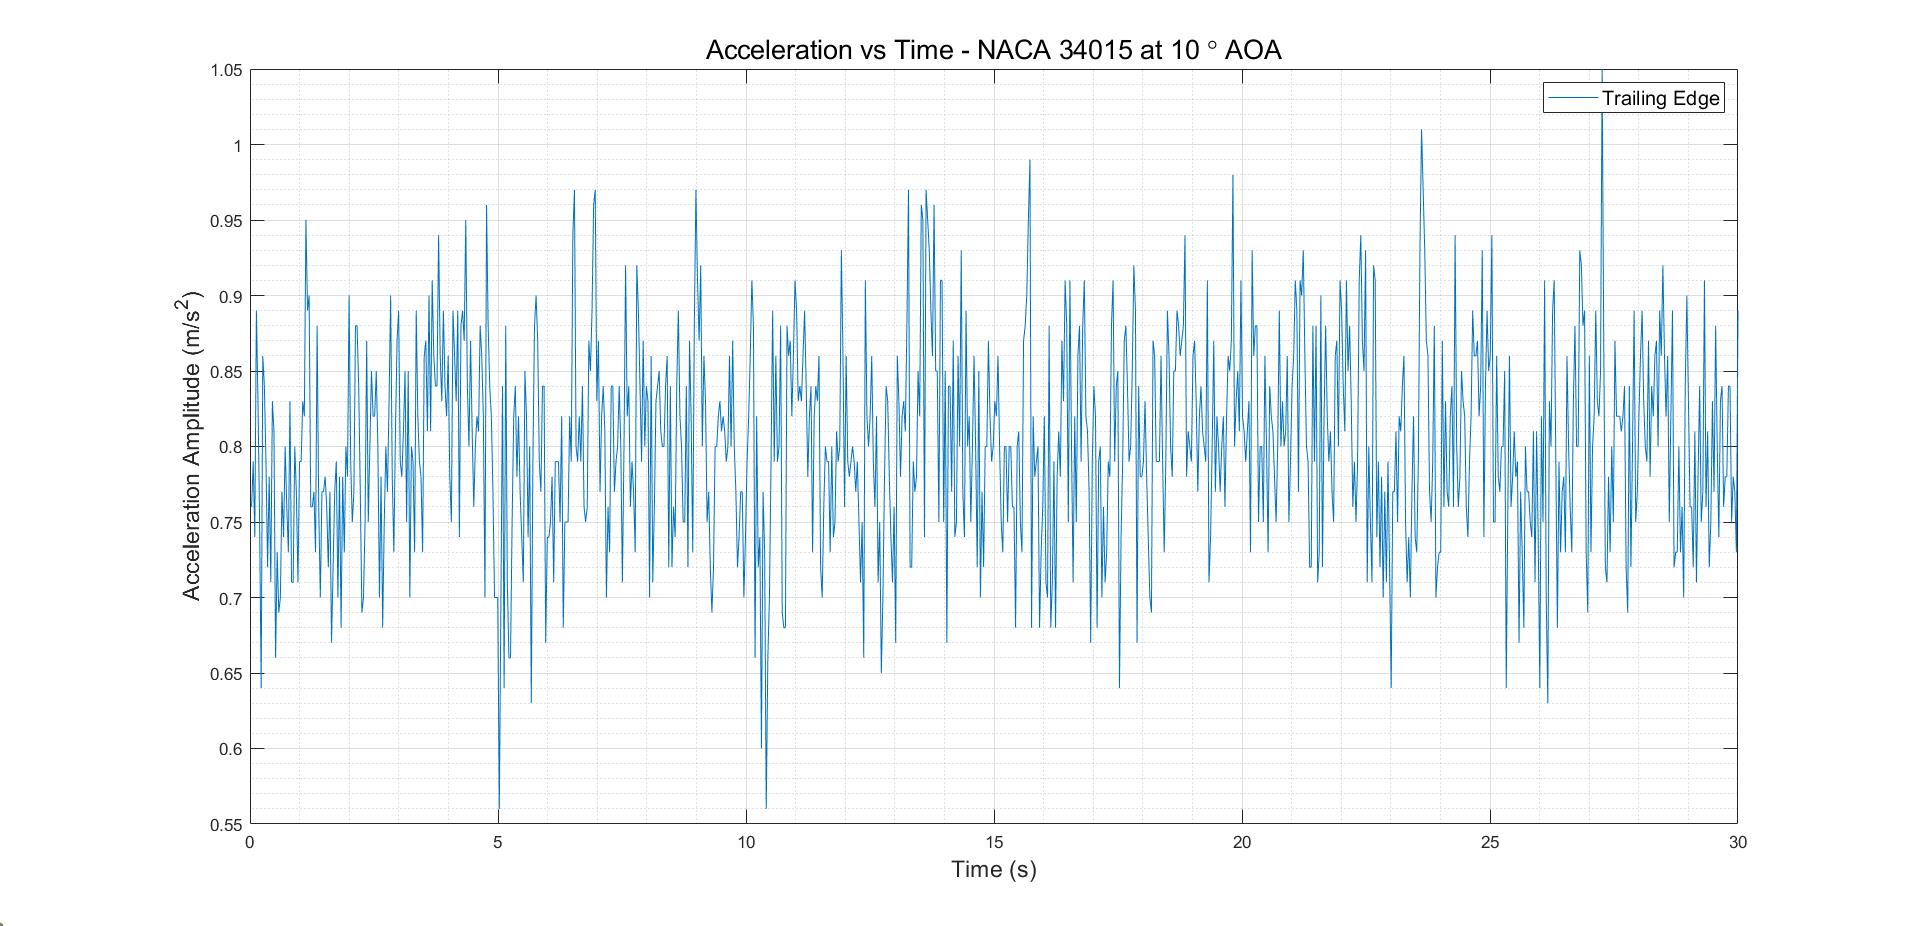 Acceleration vs Time - NACA 34015 at 10 ° AOA
Trailing Edge
Acceleration Amplitude (m/s²)
1.05
1
0.95
0.9
0.85
0.8
0.75
0.7
0.65
0.6
0.55
0 5 10 15 20 25 30
Time (s)